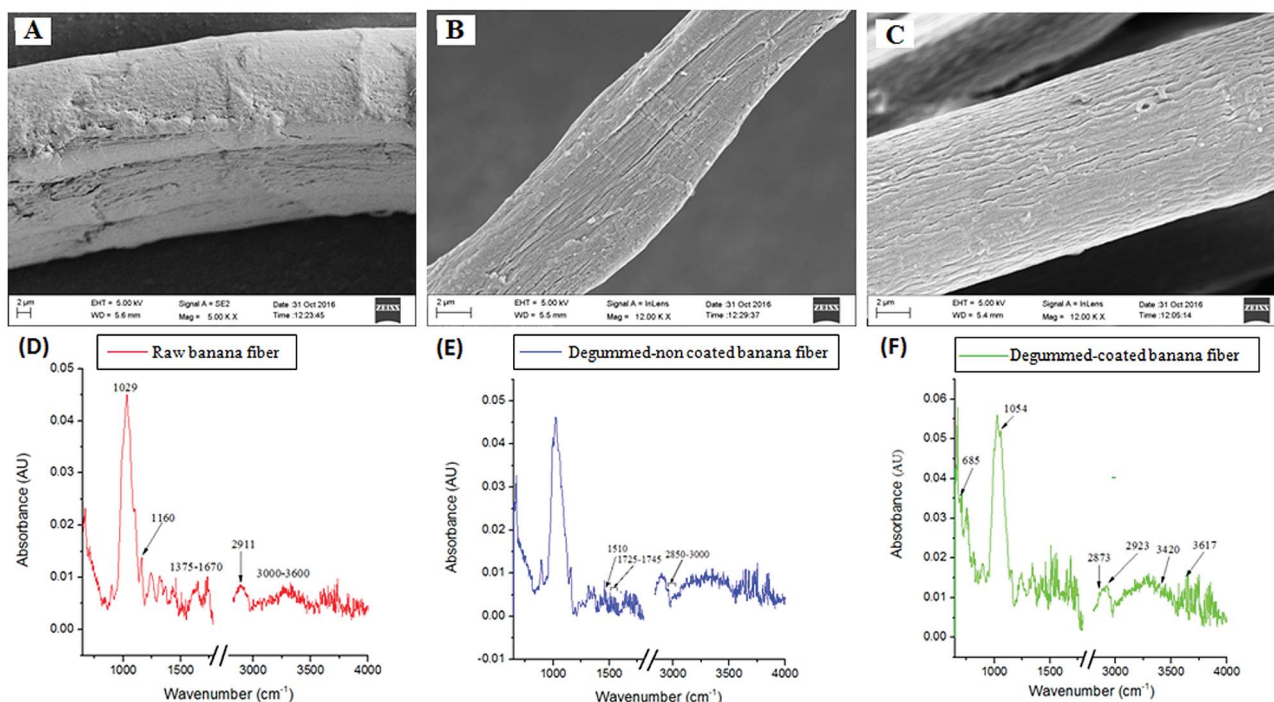 A
2 µm
EHT = 5.00 kV
WD = 5.6 mm
Signal A = SE2
Mag = 5.00 K X
Date :31 Oct 2016
Time :12:23:45
ZEISS
B
2 µm
EHT = 5.00 kV
WD = 5.5 mm
Signal A = InLens
Mag = 12.00 K X
Date :31 Oct 2016
Time :12:29:37
ZEISS
C
2 µm
EHT = 5.00 kV
WD = 5.4 mm
Signal A = InLens
Mag = 12.00 K X
Date :31 Oct 2016
Time :12:05:14
ZEISS
(D)
Raw banana fiber
0.05
0.04
0.03
0.02
0.01
0.00
Absorbance (AU)
1029
1160
1375-1670
2911
3000-3600
1000
1500
3000
3500
4000
Wavenumber (cm⁻¹)
(E)
Degummed-non coated banana fiber
0.05
0.04
0.03
0.02
0.01
0.00
-0.01
Absorbance (AU)
1510
1725-1745
2850-3000
1000
1500
3000
3500
4000
Wavenumber (cm⁻¹)
(F)
Degummed-coated banana fiber
0.06
0.05
0.04
0.03
0.02
0.01
0.00
Absorbance (AU)
685
1054
2873
2923
3420
3617
1000
1500
3000
3500
4000
Wavenumber (cm⁻¹)